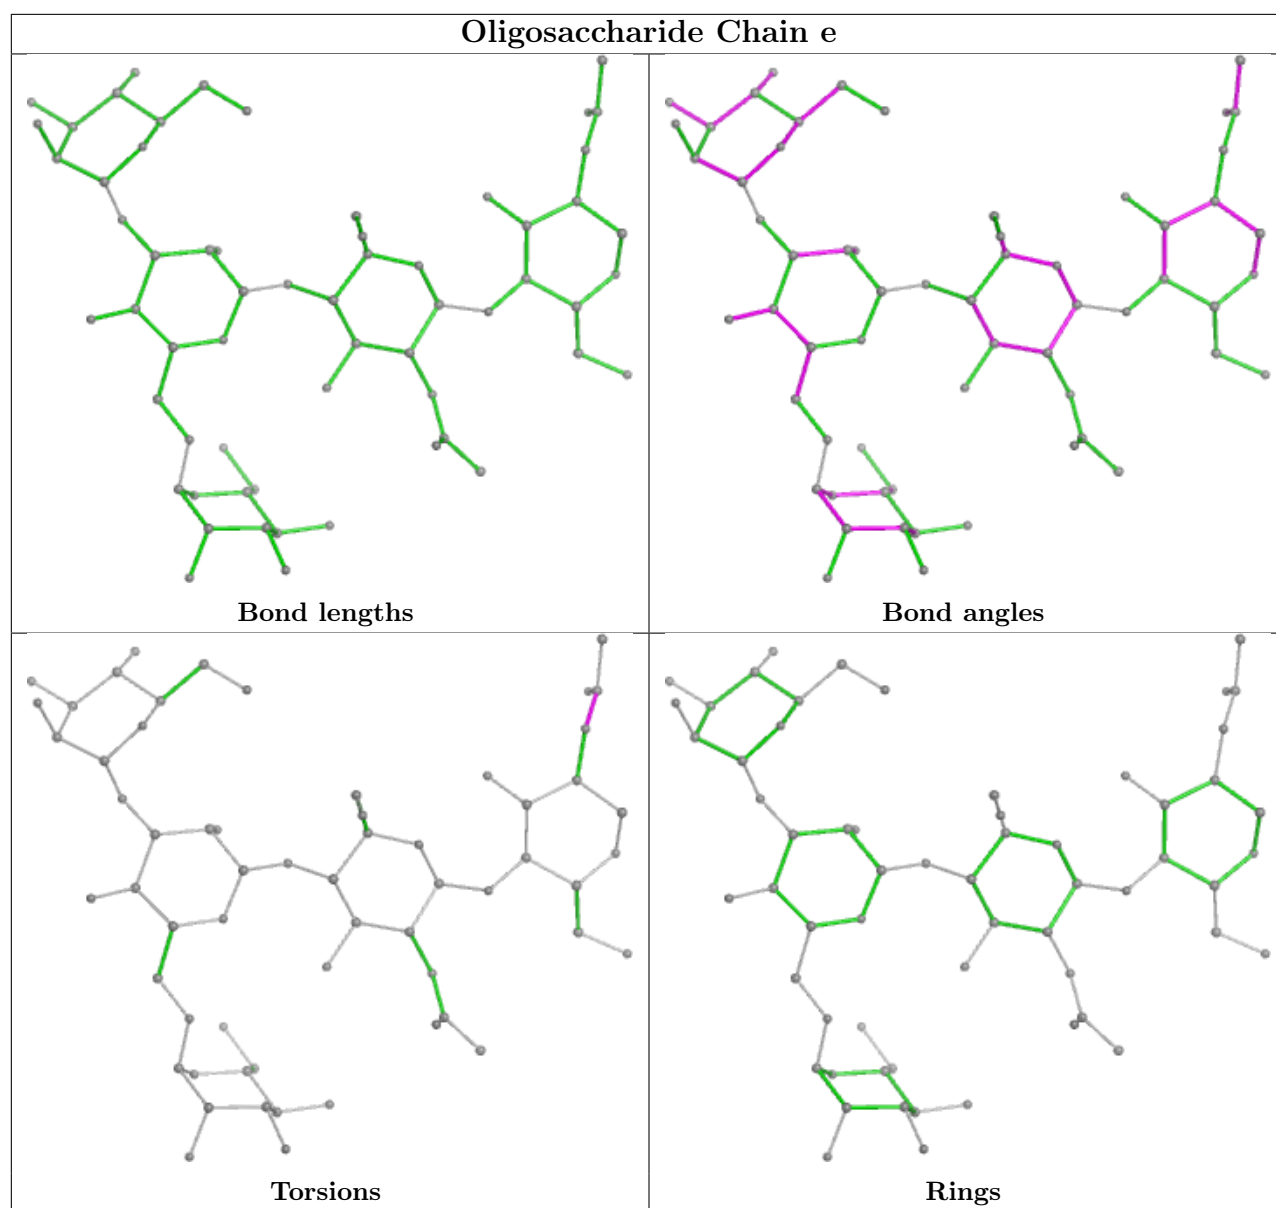 Oligosaccharide Chain e
Bond lengths
Bond angles
Torsions
Rings